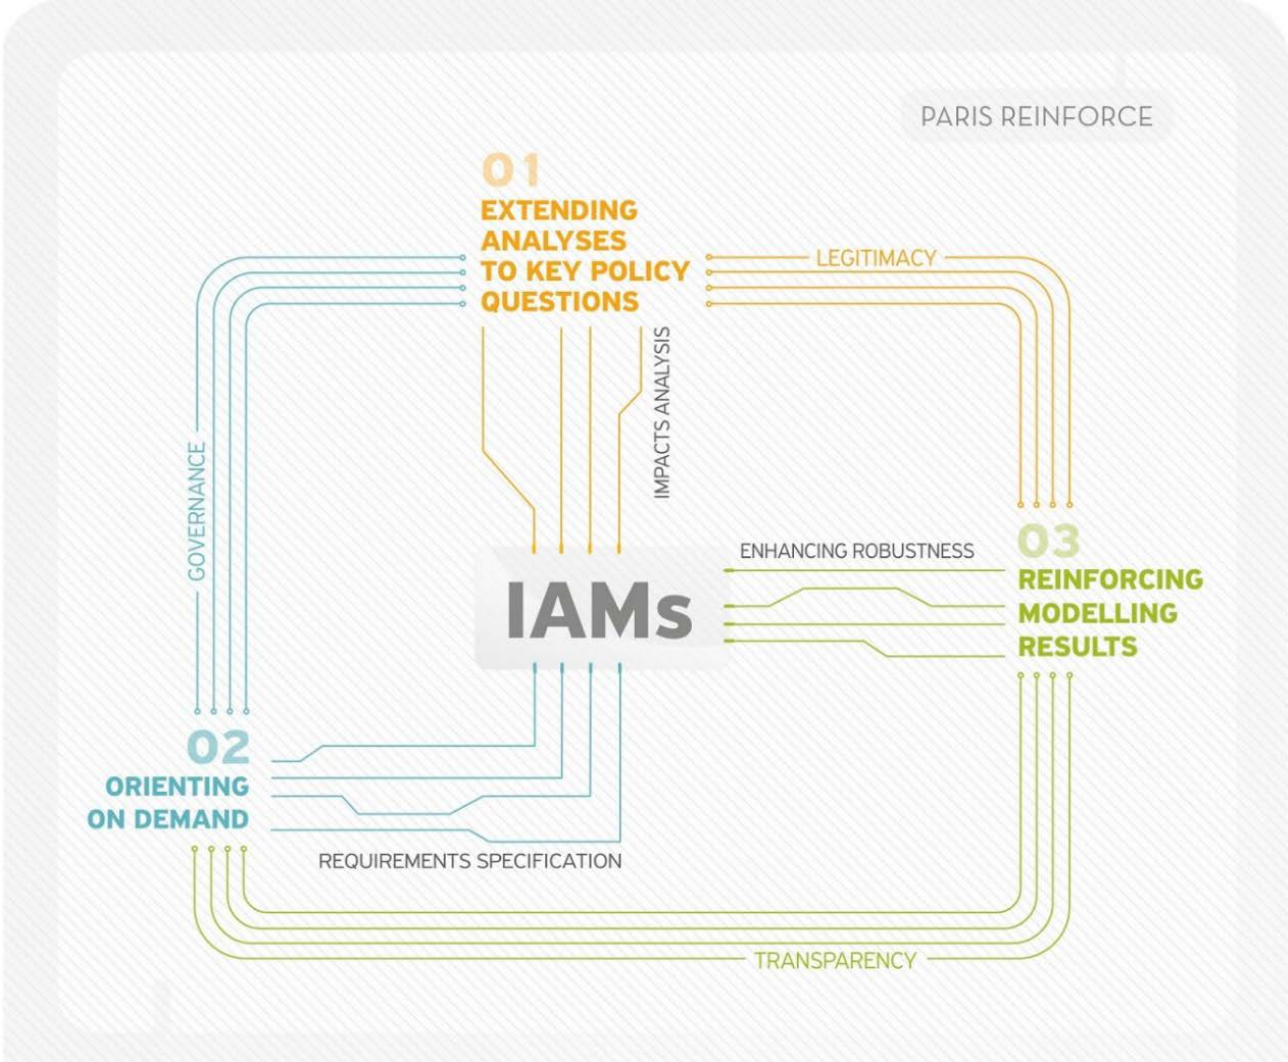 PARIS REINFORCE
01
EXTENDING
ANALYSES
TO KEY POLICY
QUESTIONS
LEGITIMACY
IMPACTS ANALYSIS
GOVERNANCE
ENHANCING ROBUSTNESS
IAMs
03
REINFORCING
MODELLING
RESULTS
02
ORIENTING
ON DEMAND
REQUIREMENTS SPECIFICATION
TRANSPARENCY